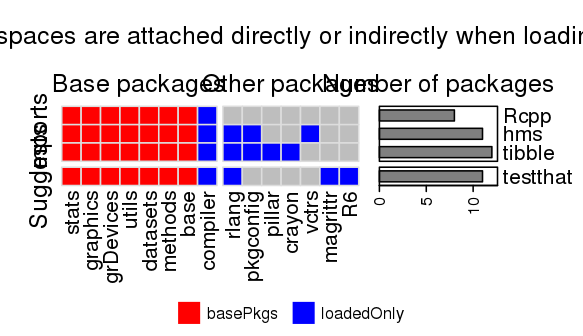 spaces are attached directly or indirectly when loadin
Base packages
Other packages
Number of packages
Imports
Suggests
Rcpp
hms
tibble
testthat
0
5
10
stats
graphics
grDevices
utils
datasets
methods
base
compiler
rlang
pkgconfig
pillar
crayon
vctrs
magrittr
R6
basePkgs
loadedOnly